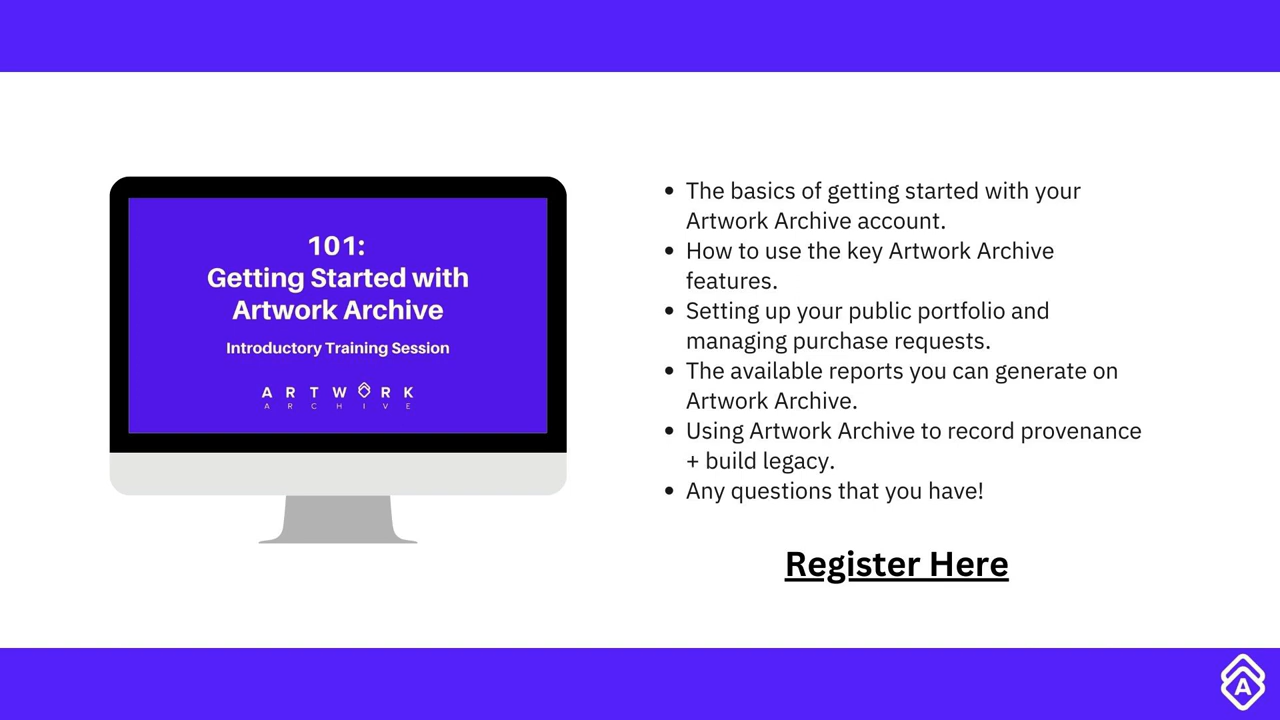 101:
Getting Started with
Artwork Archive
Introductory Training Session
ARTWORK
ARCHIVE
• The basics of getting started with your
Artwork Archive account.
• How to use the key Artwork Archive
features.
• Setting up your public portfolio and
managing purchase requests.
• The available reports you can generate on
Artwork Archive.
• Using Artwork Archive to record provenance
+ build legacy.
• Any questions that you have!
Register Here
A